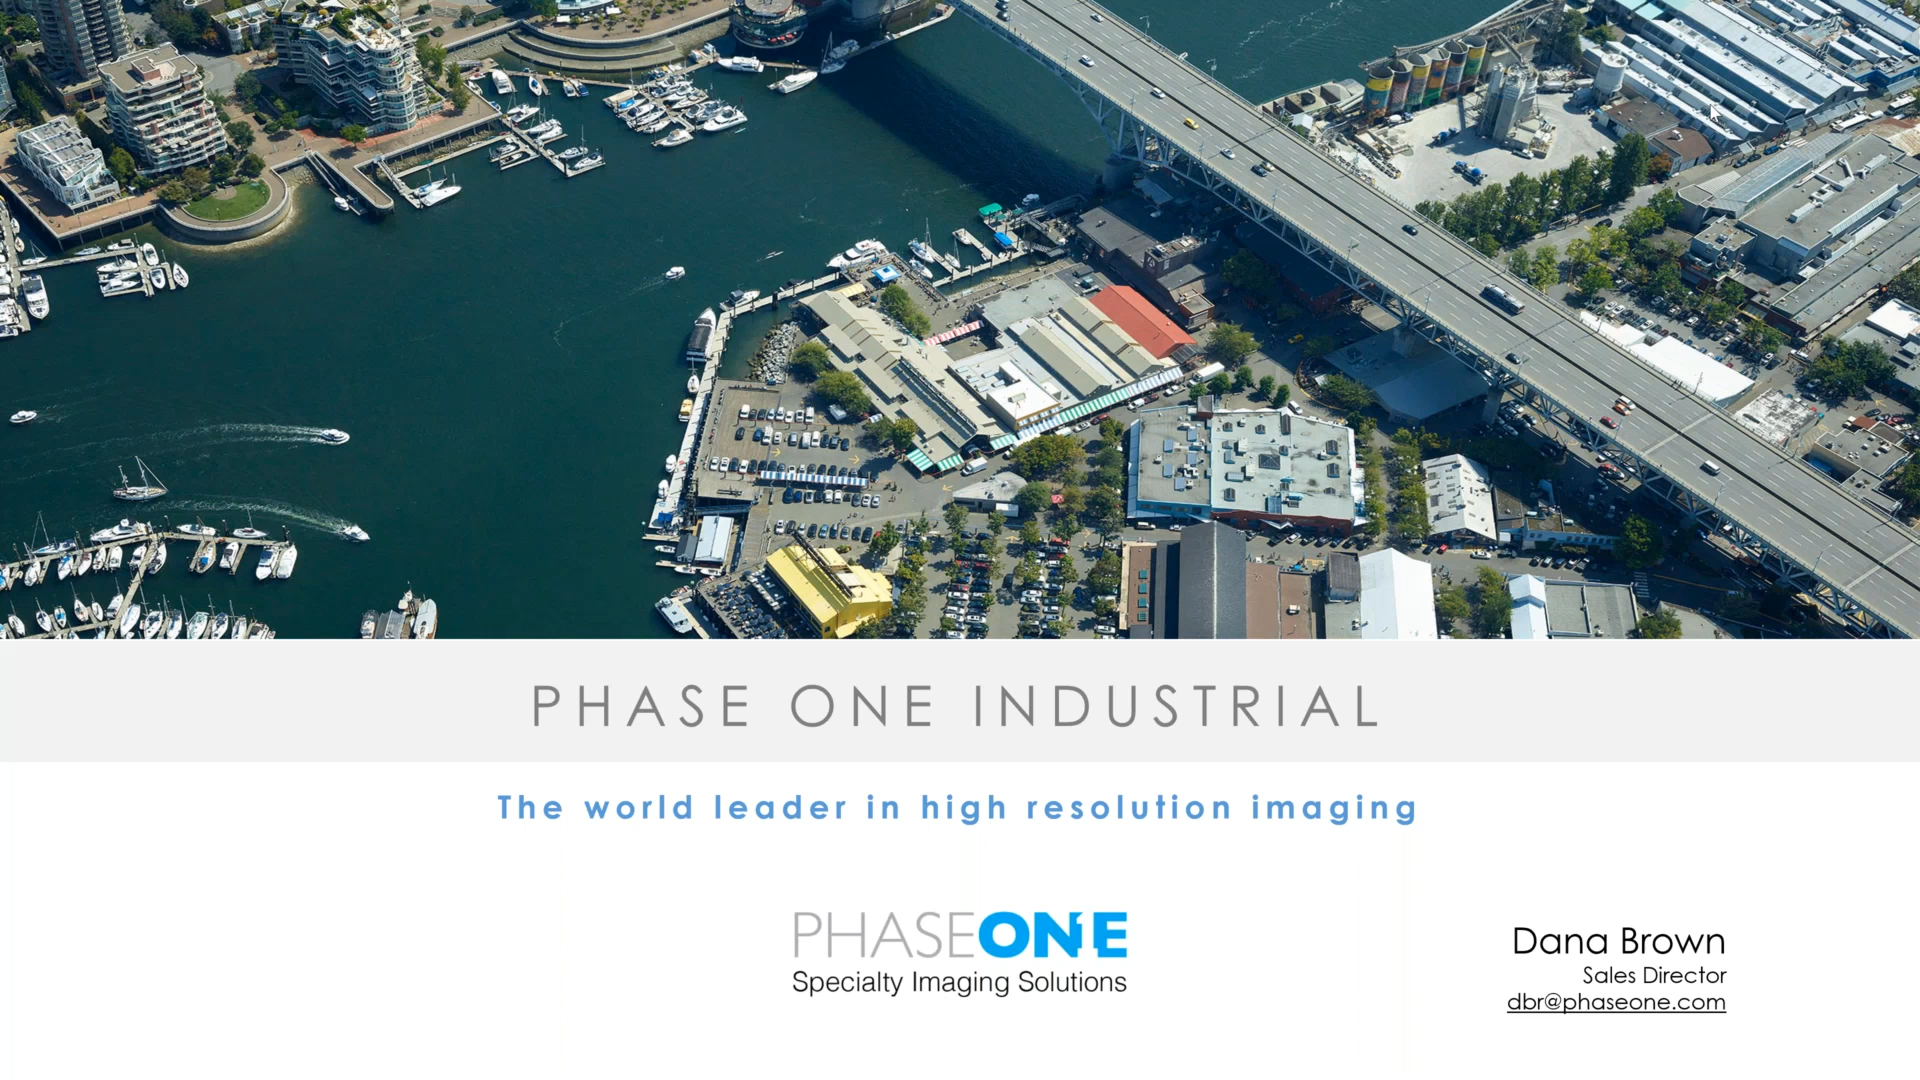 PHASE ONE INDUSTRIAL
The world leader in high resolution imaging
PHASEONE
Specialty Imaging Solutions
Dana Brown
Sales Director
dbr@phaseone.com